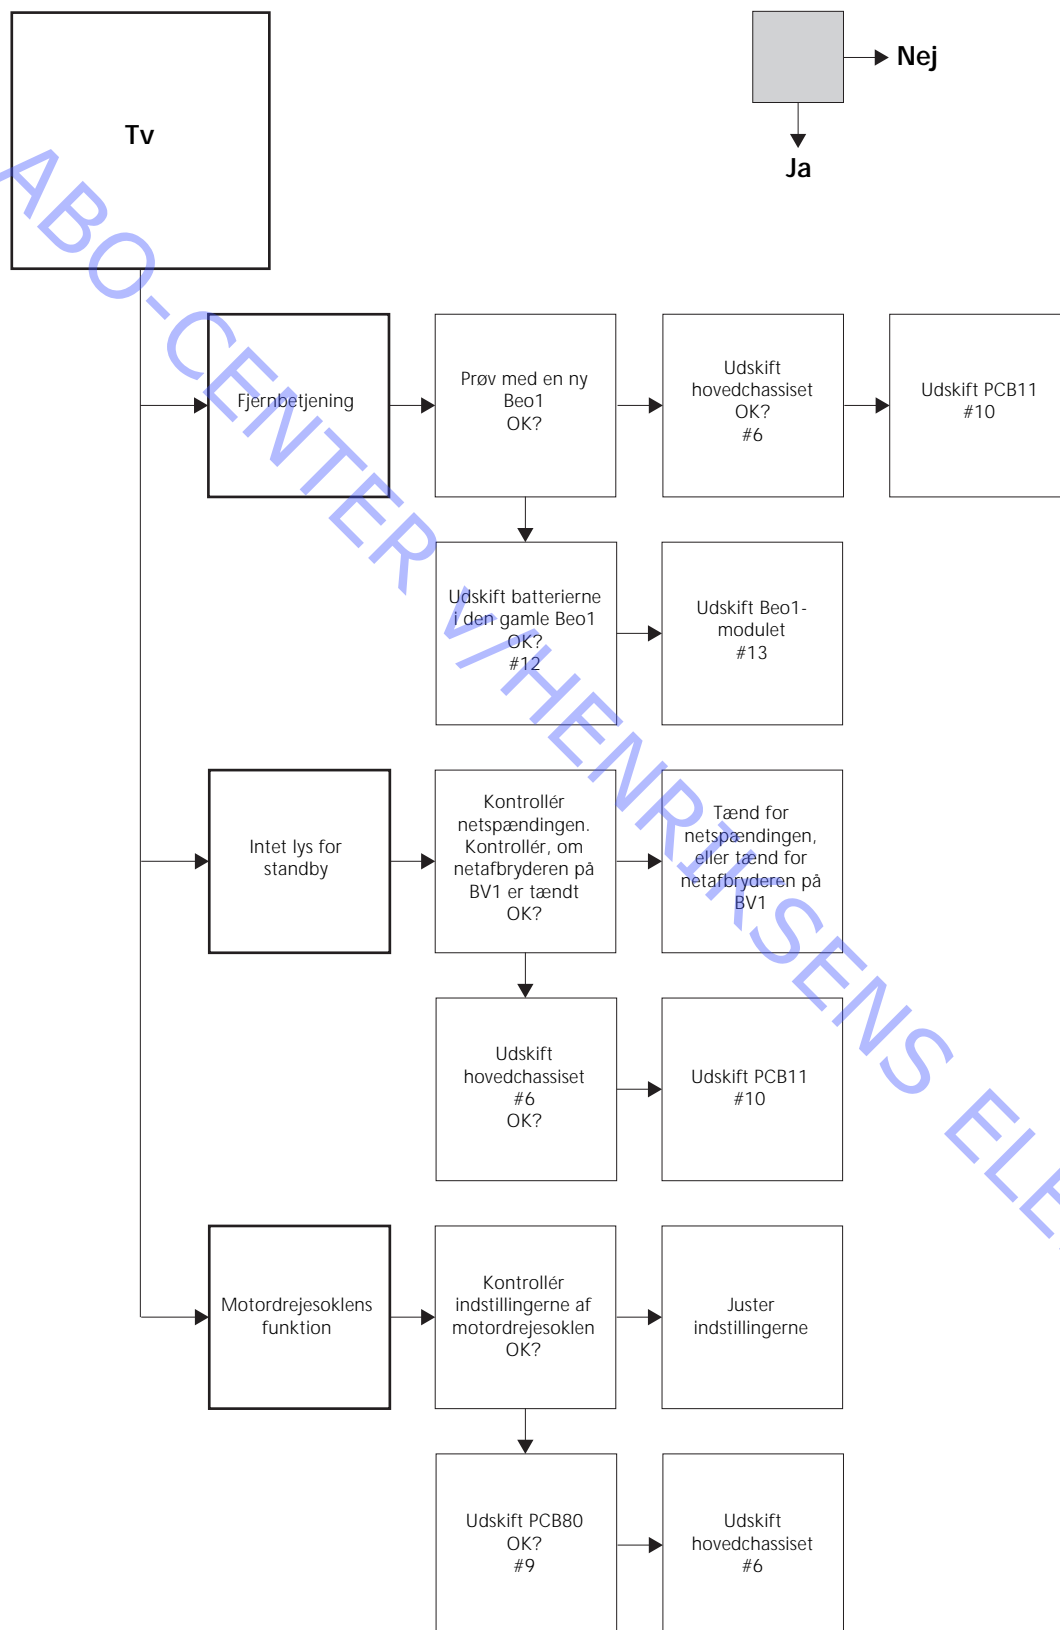 Tv
Nej
Ja
Fjernbetjening
Prøv med en ny
Beo1
OK?
Udskift
hovedchassiset
OK?
#6
Udskift PCB11
#10
Udskift batterierne
i den gamle Beo1
OK?
#12
Udskift Beo1-
modulet
#13
Intet lys for
standby
Kontrollér
netspændingen.
Kontrollér, om
netafbryderen på
BV1 er tændt
OK?
Tænd for
netspændingen,
eller tænd for
netafbryderen på
BV1
Udskift
hovedchassiset
#6
OK?
Udskift PCB11
#10
Motordrejesoklens
funktion
Kontrollér
indstillingerne af
motordrejesoklen
OK?
Juster
indstillingerne
Udskift PCB80
OK?
#9
Udskift
hovedchassiset
#6
ABO-CENTER v/HENRIKSENS ELE